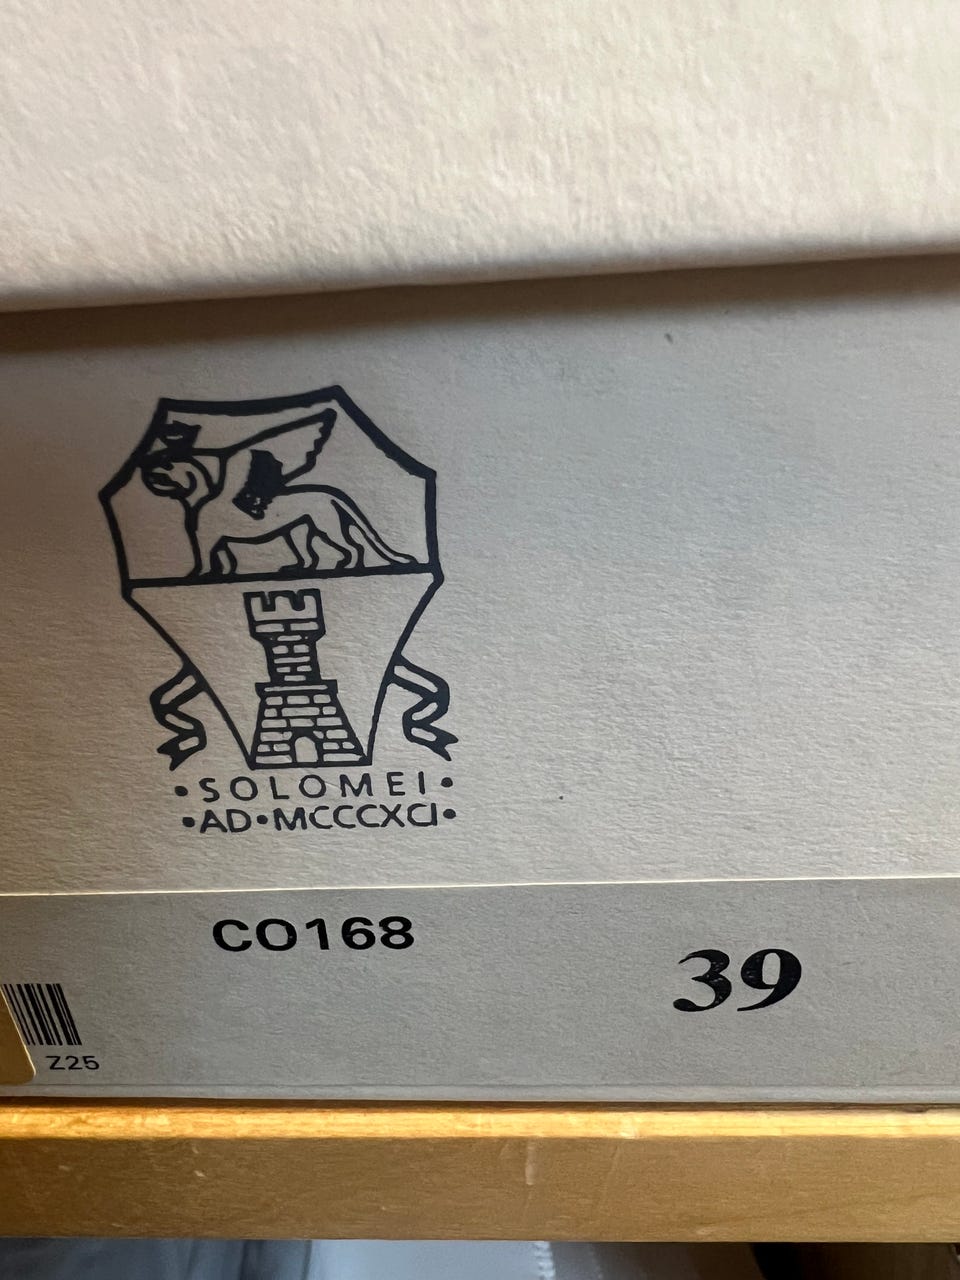 • SOLOMEI •
•AD•MCCCXCI•
CO168
39
Z25